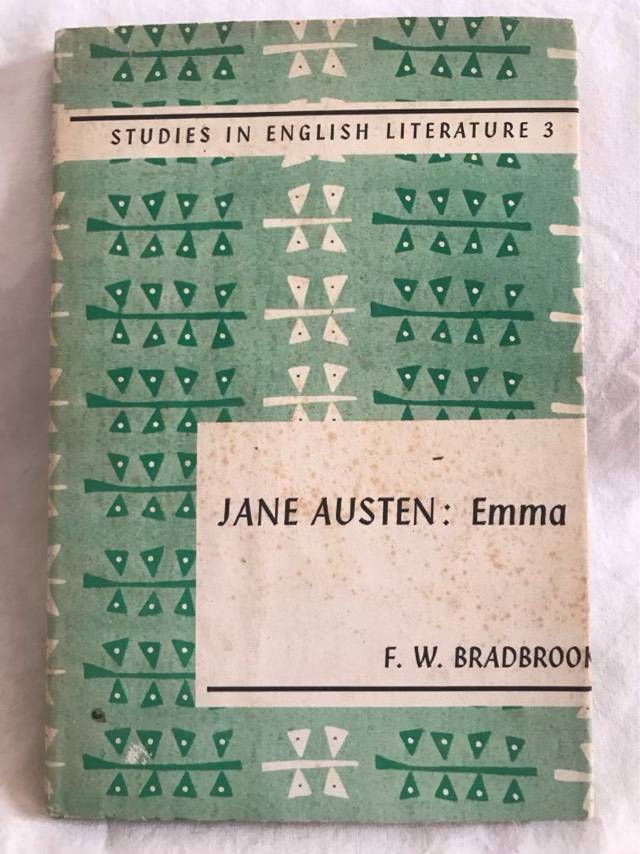 STUDIES IN ENGLISH LITERATURE 3
JANE AUSTEN: Emma
F. W. BRADBROOK